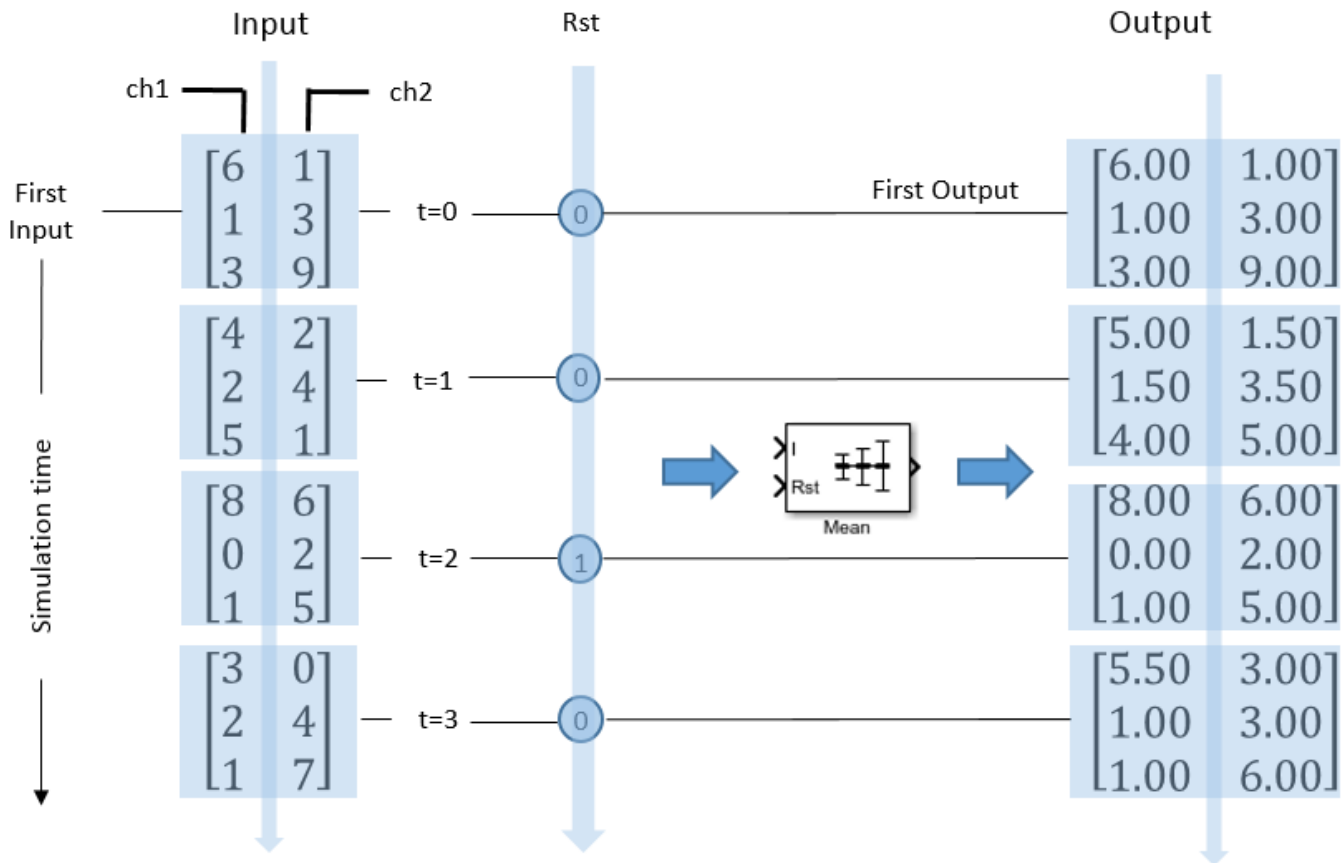 Input Rst Output
ch1 ch2
First
Input
[6 1]
[1 3]
[3 9]
t=0
0
First Output
[6.00 1.00]
[1.00 3.00]
[3.00 9.00]
[4 2]
[2 4]
[5 1]
t=1
0
[5.00 1.50]
[1.50 3.50]
[4.00 5.00]
Simulation time
I
Rst
Mean
[8 6]
[0 2]
[1 5]
t=2
1
[8.00 6.00]
[0.00 2.00]
[1.00 5.00]
[3 0]
[2 4]
[1 7]
t=3
0
[5.50 3.00]
[1.00 3.00]
[1.00 6.00]